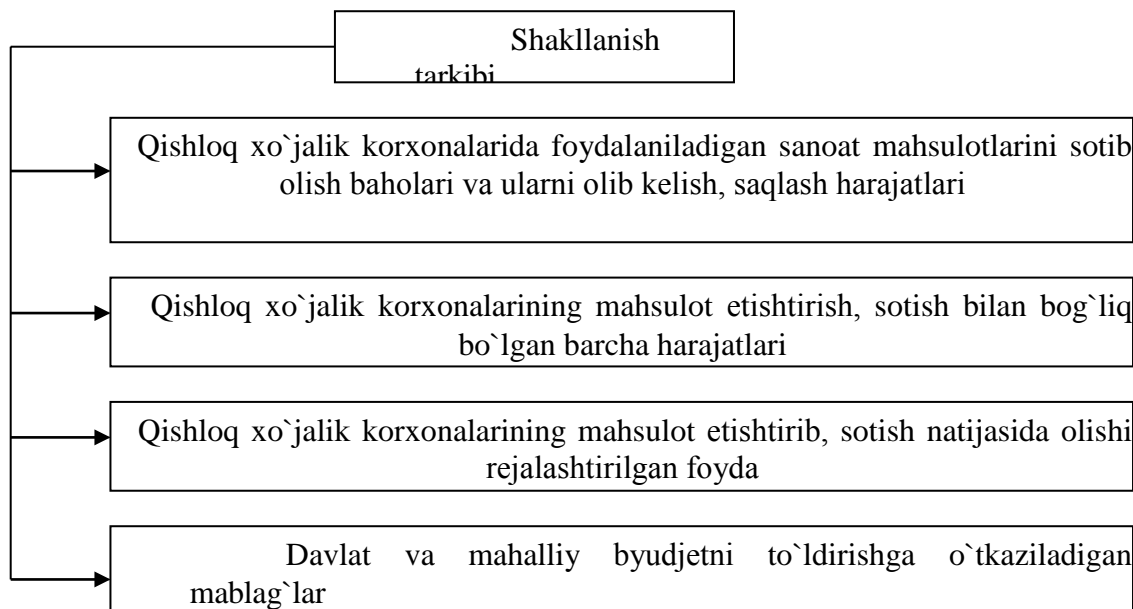 Shakllanish
tarkibi
Qishloq xo`jalik korxonalarida foydalaniladigan sanoat mahsulotlarini sotib
olish baholari va ularni olib kelish, saqlash harajatlari
Qishloq xo`jalik korxonalarining mahsulot etishtirish, sotish bilan bog`liq
bo`lgan barcha harajatlari
Qishloq xo`jalik korxonalarining mahsulot etishtirib, sotish natijasida olishi
rejalashtirilgan foyda
Davlat va mahalliy byudjetni to`ldirishga o`tkaziladigan
mablag`lar